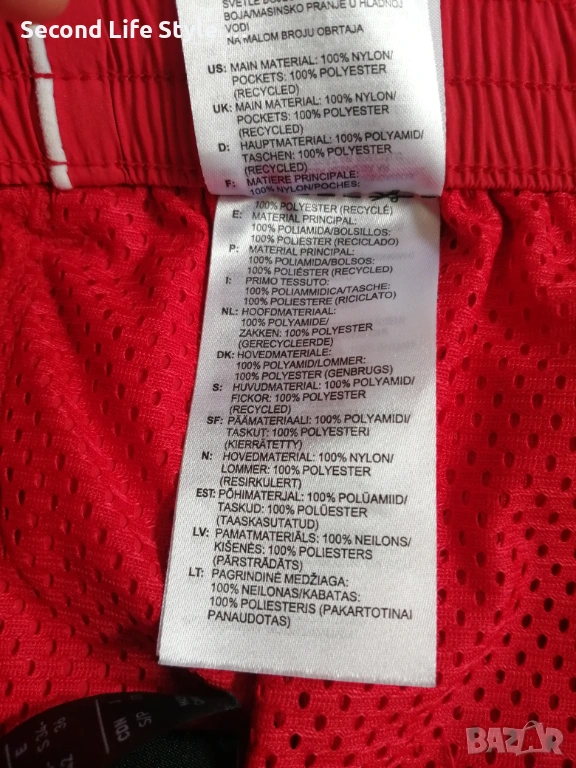 Second Life Style
BOJA/MASINSKO PRANJE U HLADNOJ
VODI
NA MALOM BROJU OBRTAJA
US: MAIN MATERIAL: 100% NYLON/
POCKETS: 100% POLYESTER
(RECYCLED)
UK: MAIN MATERIAL: 100% NYLON/
POCKETS: 100% POLYESTER
(RECYCLED)
D: HAUPTMATERIAL: 100% POLYAMID/
TASCHEN: 100% POLYESTER
(RECYCLED)
F: MATIERE PRINCIPALE:
100% NYLON/POCHES:
100% POLYESTER (RECYCLÉ)
E: MATERIAL PRINCIPAL:
100% POLIAMIDA/BOLSILLOS:
100% POLIESTER (RECICLADO)
P: MATERIAL PRINCIPAL:
100% POLIAMIDA/BOLSOS:
100% POLIÉSTER (RECYCLED)
I: PRIMO TESSUTO:
100% POLIAMMIDICA/TASCHE:
100% POLIESTERE (RICICLATO)
NL: HOOFDMATERIAAL:
100% POLYAMIDE/
ZAKKEN: 100% POLYESTER
(GERECYCLEERDE)
DK: HOVEDMATERIALE:
100% POLYAMID/LOMMER:
100% POLYESTER (GENBRUGS)
S: HUVUDMATERIAL: 100% POLYAMID/
FICKOR: 100% POLYESTER
(RECYCLED)
SF: PÄÄMATERIAALI: 100% POLYAMIDI/
TASKUT: 100% POLYESTERI
(KIERRÄTETTY)
N: HOVEDMATERIAL: 100% NYLON/
LOMMER: 100% POLYESTER
(RESIRKULERT)
EST: PÕHIMATERJAL: 100% POLÜAMIID/
TASKUD: 100% POLÜESTER
(TAASKASUTATUD)
LV: PAMATMATERIĀLS: 100% NEILONS/
KIŠENĒS: 100% POLIESTERS
(PĀRSTRĀDĀTS)
LT: PAGRINDINĖ MEDŽIAGA:
100% NEILONAS/KABATAS:
100% POLIESTERIS (PAKARTOTINAI
PANAUDOTAS)
BAZAR